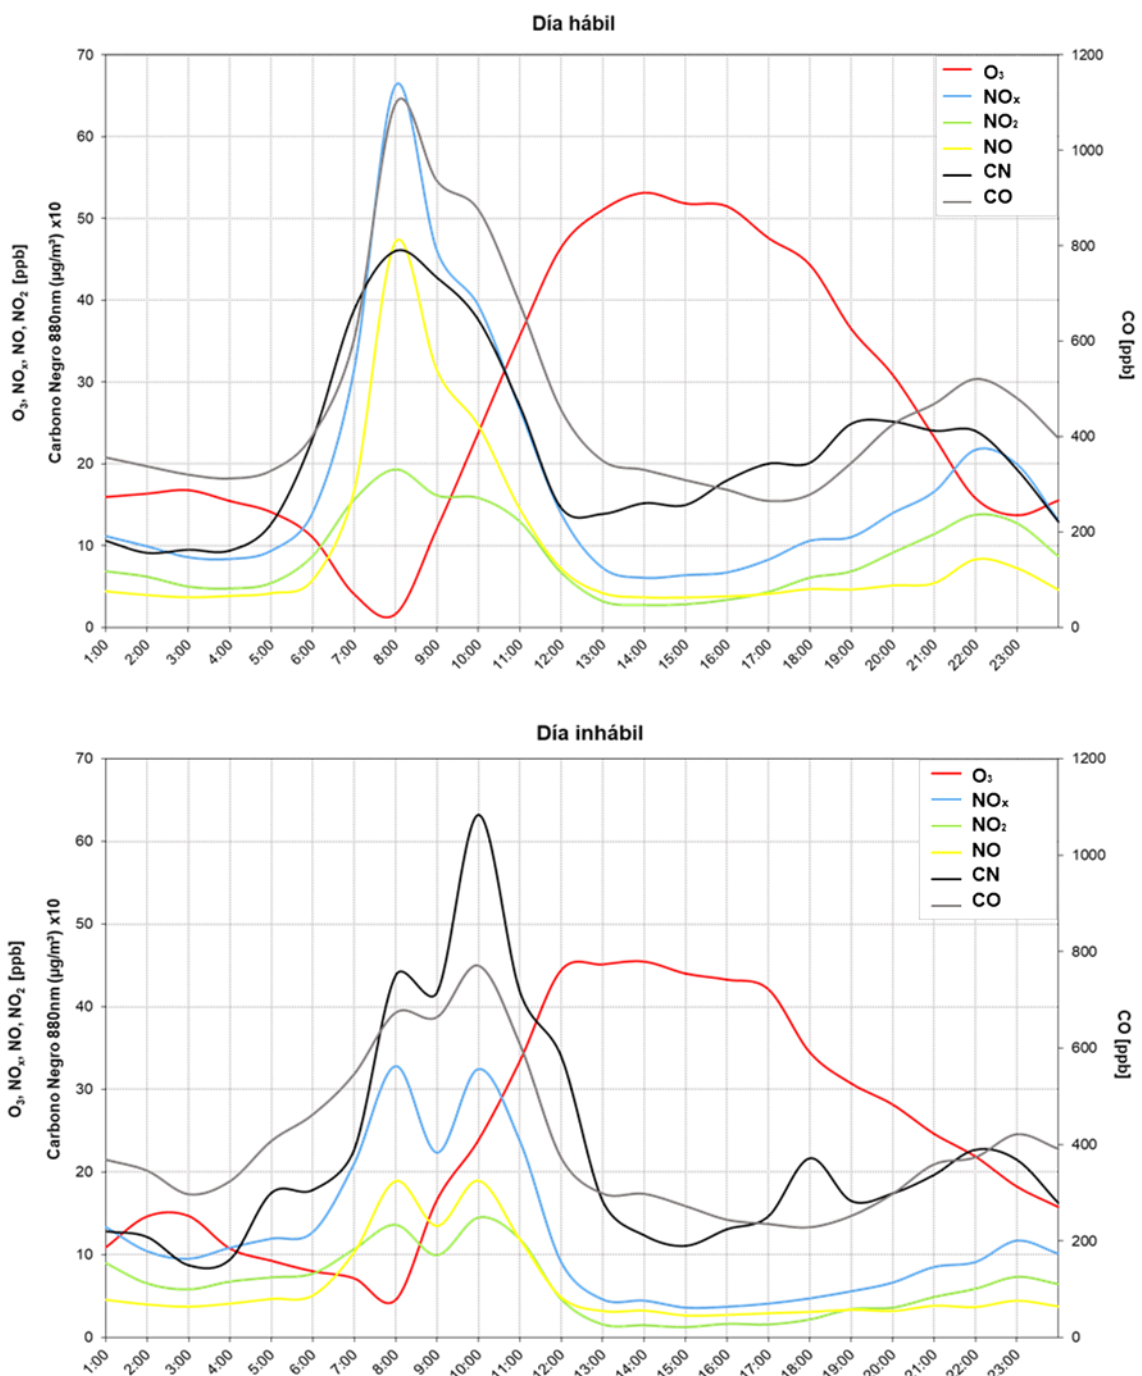 Día hábil
O₃, NOₓ, NO, NO₂ [ppb]
Carbono Negro 880nm (µg/m³) x10
70
60
50
40
30
20
10
0
1200
1000
800
600
400
200
0
CO [ppb]
O₃
NOₓ
NO₂
NO
CN
CO
1:00 2:00 3:00 4:00 5:00 6:00 7:00 8:00 9:00 10:00 11:00 12:00 13:00 14:00 15:00 16:00 17:00 18:00 19:00 20:00 21:00 22:00 23:00
Día inhábil
O₃, NOₓ, NO, NO₂ [ppb]
Carbono Negro 880nm (µg/m³) x10
70
60
50
40
30
20
10
0
1200
1000
800
600
400
200
0
CO [ppb]
O₃
NOₓ
NO₂
NO
CN
CO
1:00 2:00 3:00 4:00 5:00 6:00 7:00 8:00 9:00 10:00 11:00 12:00 13:00 14:00 15:00 16:00 17:00 18:00 19:00 20:00 21:00 22:00 23:00